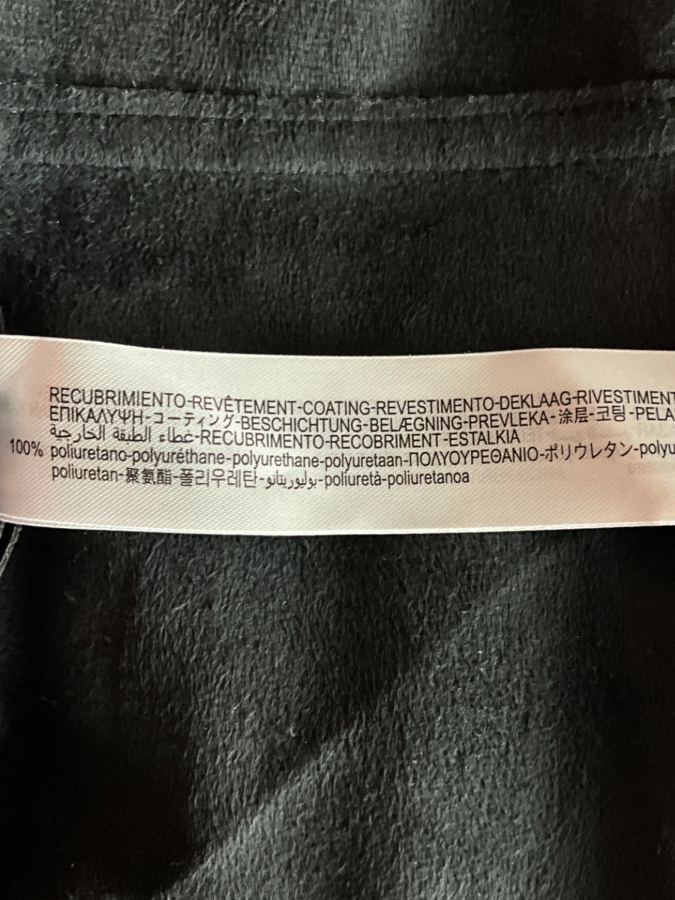 RECUBRIMIENTO-REVÊTEMENT-COATING-REVESTIMENTO-DEKLAAG-RIVESTIMENT
ΕΠΙΚΑΛΥΨΗ-コーティング-BESCHICHTUNG-BELÆGNING-PREVLEKA-涂层-코팅-PELA
غطاء الطبقة الخارجية-RECUBRIMENTO-RECOBRIMENT-ESTALKIA
100% poliuretano-polyuréthane-polyurethane-polyuretaan-ΠΟΛΥΟΥΡΕΘΑΝΙΟ-ポリウレタン-polyu
poliuretan-聚氨酯-폴리우레탄-بوليوريتانو-poliuretà-poliuretanoa